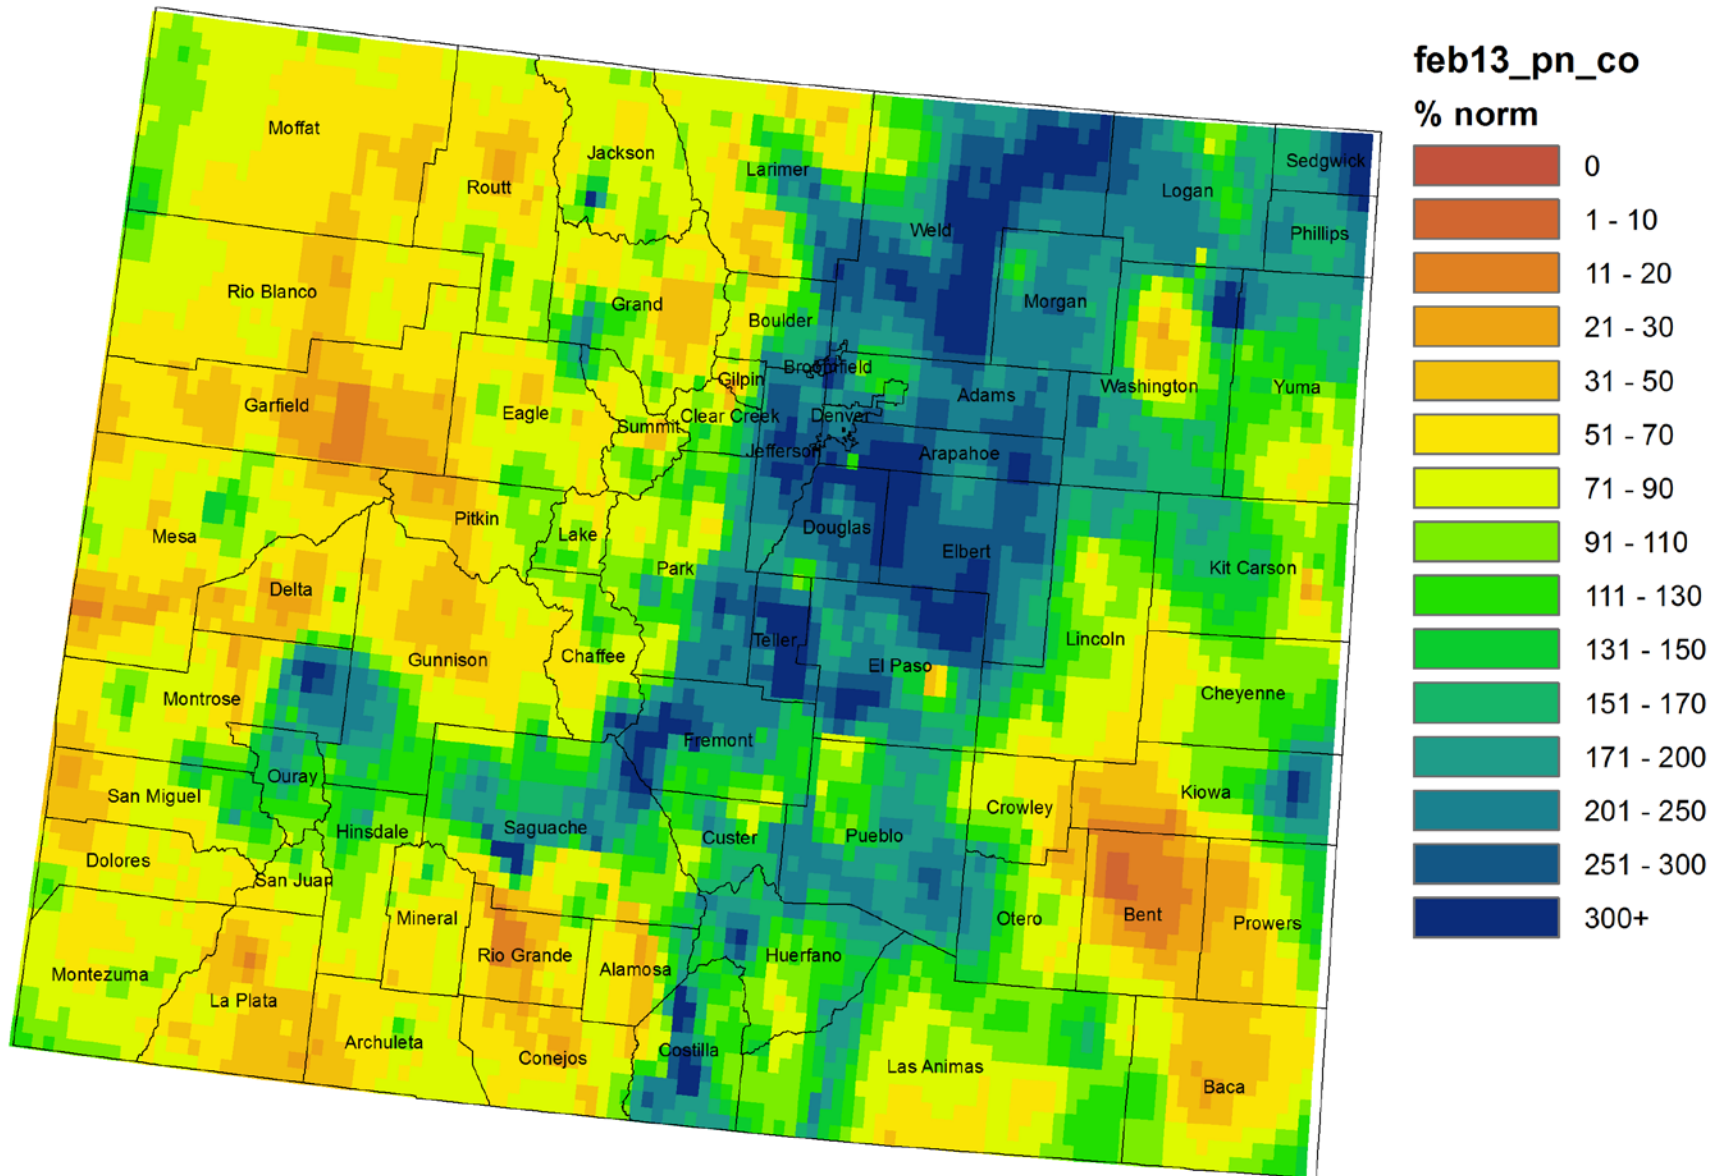 feb13_pn_co
% norm
0
1 - 10
11 - 20
21 - 30
31 - 50
51 - 70
71 - 90
91 - 110
111 - 130
131 - 150
151 - 170
171 - 200
201 - 250
251 - 300
300+
Moffat
Routt
Jackson
Larimer
Weld
Logan
Sedgwick
Phillips
Rio Blanco
Grand
Boulder
Morgan
Washington
Yuma
Garfield
Eagle
Summit
Gilpin
Clear Creek
Broomfield
Denver
Adams
Jefferson
Arapahoe
Mesa
Pitkin
Lake
Park
Douglas
Elbert
Kit Carson
Delta
Gunnison
Chaffee
Teller
El Paso
Lincoln
Cheyenne
Montrose
Fremont
Ouray
San Miguel
Hinsdale
Saguache
Custer
Pueblo
Crowley
Kiowa
Dolores
San Juan
Mineral
Rio Grande
Alamosa
Huerfano
Otero
Bent
Prowers
Montezuma
La Plata
Archuleta
Conejos
Costilla
Las Animas
Baca